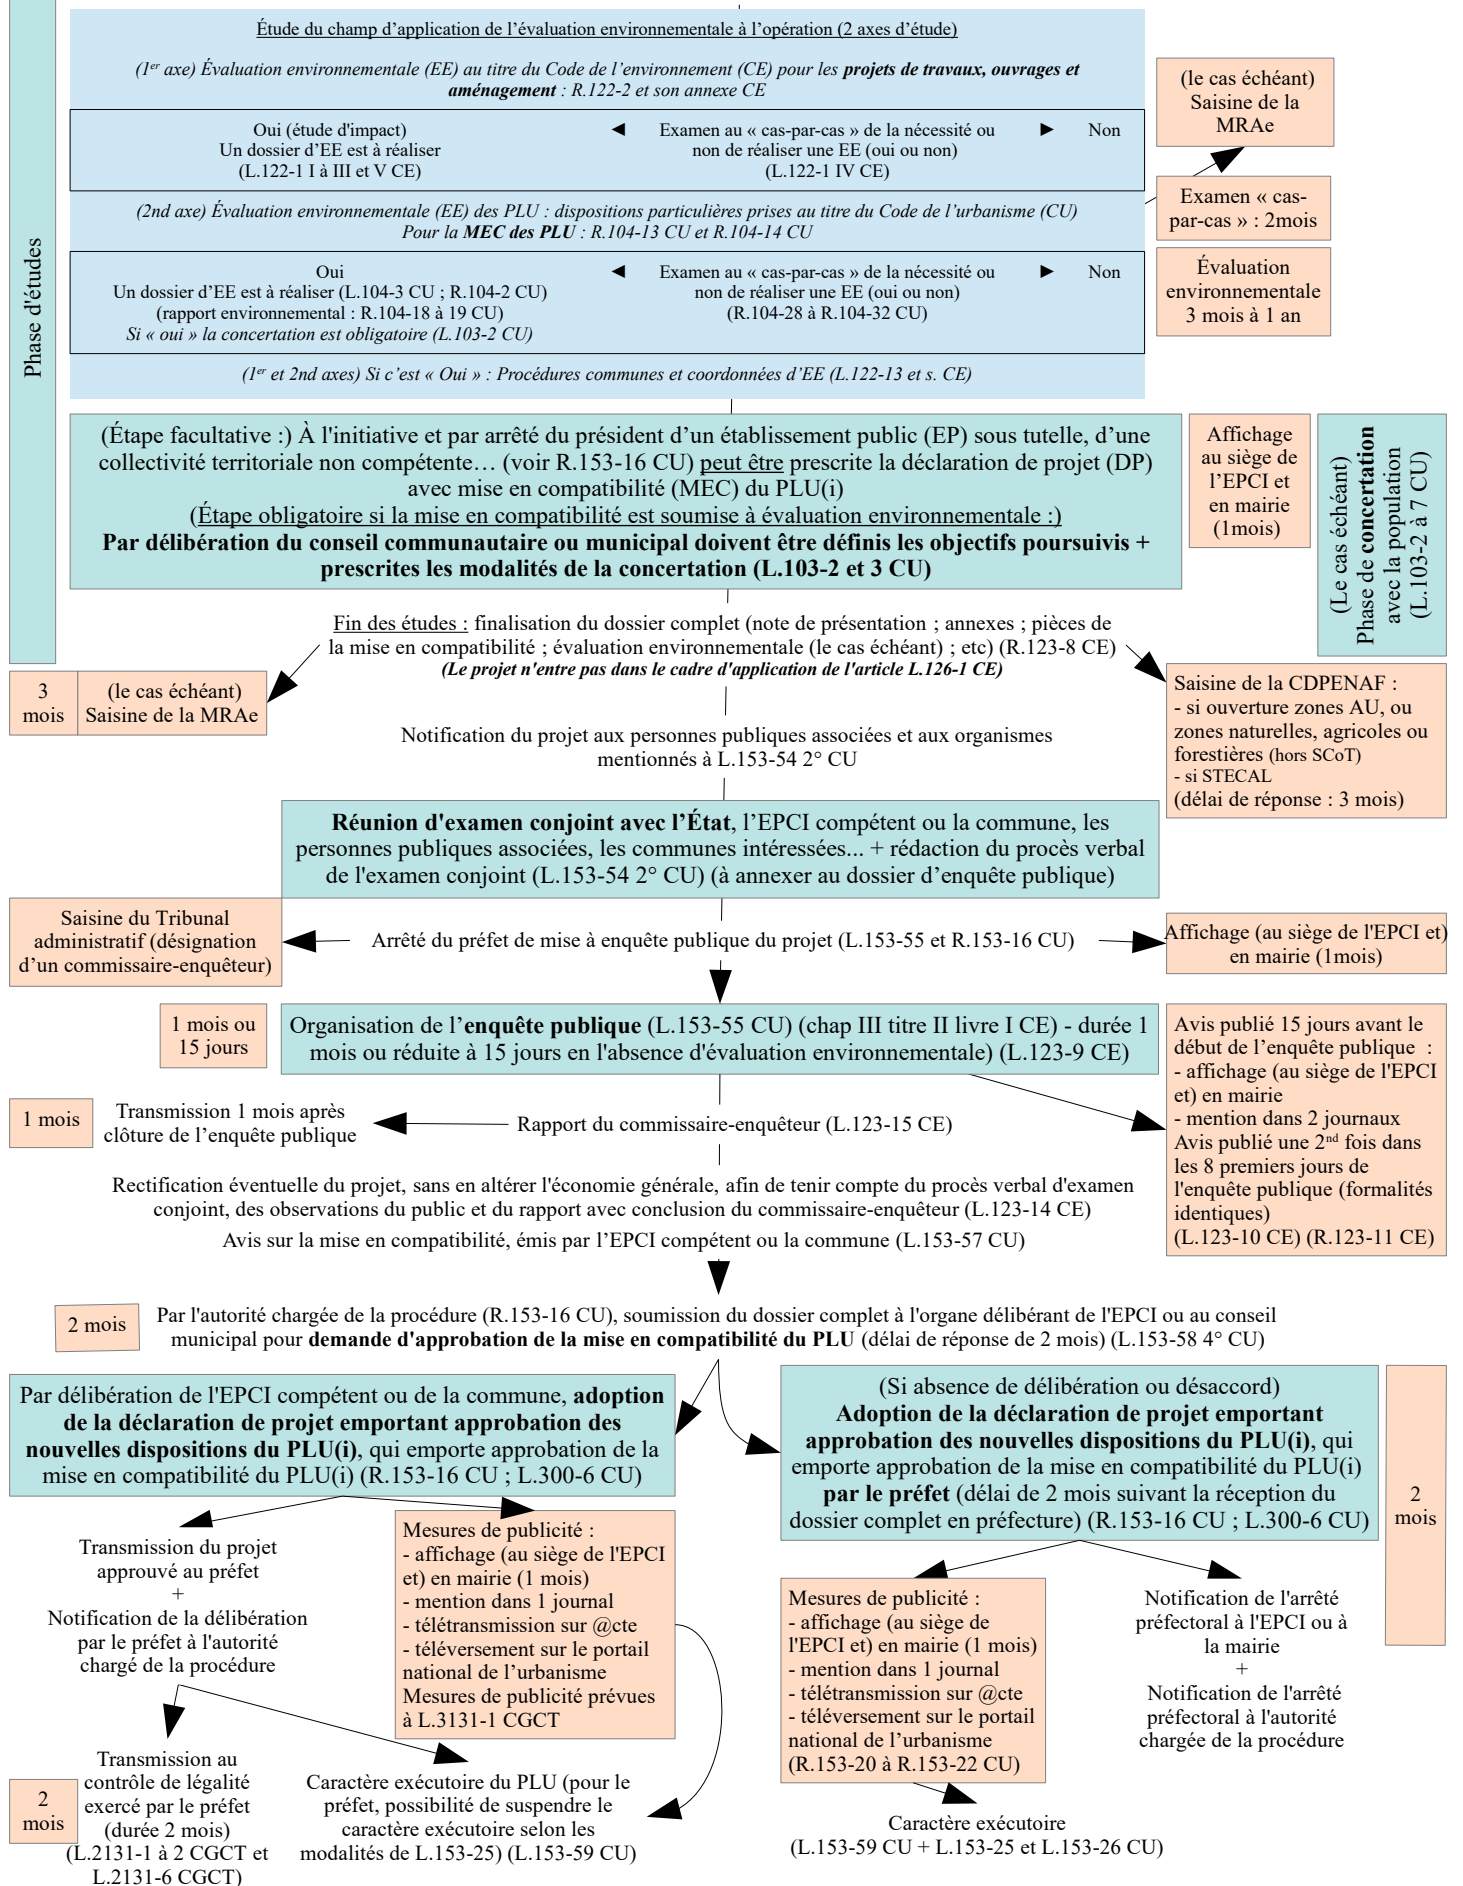 Étude du champ d’application de l’évaluation environnementale à l’opération (2 axes d’étude)
(1er axe) Évaluation environnementale (EE) au titre du Code de l’environnement (CE) pour les projets de travaux, ouvrages et
aménagement : R.122-2 et son annexe CE
Oui (étude d'impact)
Un dossier d’EE est à réaliser
(L.122-1 I à III et V CE)
◄
Examen au « cas-par-cas » de la nécessité ou
non de réaliser une EE (oui ou non)
(L.122-1 IV CE)
►
Non
(2nd axe) Évaluation environnementale (EE) des PLU : dispositions particulières prises au titre du Code de l’urbanisme (CU)
Pour la MEC des PLU : R.104-13 CU et R.104-14 CU
Oui
Un dossier d’EE est à réaliser (L.104-3 CU ; R.104-2 CU)
(rapport environnemental : R.104-18 à 19 CU)
Si « oui » la concertation est obligatoire (L.103-2 CU)
◄
Examen au « cas-par-cas » de la nécessité ou
non de réaliser une EE (oui ou non)
(R.104-28 à R.104-32 CU)
►
Non
(1er et 2nd axes) Si c’est « Oui » : Procédures communes et coordonnées d’EE (L.122-13 et s. CE)
(le cas échéant)
Saisine de la
MRAe
Examen « cas-
par-cas » : 2mois
Évaluation
environnementale
3 mois à 1 an
Phase d'études
(Étape facultative :) À l'initiative et par arrêté du président d’un établissement public (EP) sous tutelle, d’une
collectivité territoriale non compétente… (voir R.153-16 CU) peut être prescrite la déclaration de projet (DP)
avec mise en compatibilité (MEC) du PLU(i)
(Étape obligatoire si la mise en compatibilité est soumise à évaluation environnementale :)
Par délibération du conseil communautaire ou municipal doivent être définis les objectifs poursuivis +
prescrites les modalités de la concertation (L.103-2 et 3 CU)
Affichage
au siège de
l’EPCI et
en mairie
(1mois)
(Le cas échéant)
Phase de concertation
avec la population
(L.103-2 à 7 CU)
Fin des études : finalisation du dossier complet (note de présentation ; annexes ; pièces de
la mise en compatibilité ; évaluation environnementale (le cas échéant) ; etc) (R.123-8 CE)
(Le projet n'entre pas dans le cadre d'application de l'article L.126-1 CE)
3
mois
(le cas échéant)
Saisine de la MRAe
Saisine de la CDPENAF :
- si ouverture zones AU, ou
zones naturelles, agricoles ou
forestières (hors SCoT)
- si STECAL
(délai de réponse : 3 mois)
Notification du projet aux personnes publiques associées et aux organismes
mentionnés à L.153-54 2° CU
Réunion d'examen conjoint avec l’État, l’EPCI compétent ou la commune, les
personnes publiques associées, les communes intéressées... + rédaction du procès verbal
de l'examen conjoint (L.153-54 2° CU) (à annexer au dossier d’enquête publique)
Saisine du Tribunal
administratif (désignation
d’un commissaire-enquêteur)
Arrêté du préfet de mise à enquête publique du projet (L.153-55 et R.153-16 CU)
Affichage (au siège de l'EPCI et)
en mairie (1mois)
1 mois ou
15 jours
Organisation de l’enquête publique (L.153-55 CU) (chap III titre II livre I CE) - durée 1
mois ou réduite à 15 jours en l'absence d'évaluation environnementale) (L.123-9 CE)
Avis publié 15 jours avant le
début de l’enquête publique :
- affichage (au siège de l'EPCI
et) en mairie
- mention dans 2 journaux
Avis publié une 2nd fois dans
les 8 premiers jours de
l'enquête publique (formalités
identiques)
(L.123-10 CE) (R.123-11 CE)
1 mois
Transmission 1 mois après
clôture de l’enquête publique
Rapport du commissaire-enquêteur (L.123-15 CE)
Rectification éventuelle du projet, sans en altérer l'économie générale, afin de tenir compte du procès verbal d'examen
conjoint, des observations du public et du rapport avec conclusion du commissaire-enquêteur (L.123-14 CE)
Avis sur la mise en compatibilité, émis par l’EPCI compétent ou la commune (L.153-57 CU)
2 mois
Par l'autorité chargée de la procédure (R.153-16 CU), soumission du dossier complet à l'organe délibérant de l'EPCI ou au conseil
municipal pour demande d'approbation de la mise en compatibilité du PLU (délai de réponse de 2 mois) (L.153-58 4° CU)
Par délibération de l'EPCI compétent ou de la commune, adoption
de la déclaration de projet emportant approbation des
nouvelles dispositions du PLU(i), qui emporte approbation de la
mise en compatibilité du PLU(i) (R.153-16 CU ; L.300-6 CU)
(Si absence de délibération ou désaccord)
Adoption de la déclaration de projet emportant
approbation des nouvelles dispositions du PLU(i), qui
emporte approbation de la mise en compatibilité du PLU(i)
par le préfet (délai de 2 mois suivant la réception du
dossier complet en préfecture) (R.153-16 CU ; L.300-6 CU)
2
mois
Transmission du projet
approuvé au préfet
+
Notification de la délibération
par le préfet à l'autorité
chargé de la procédure
Mesures de publicité :
- affichage (au siège de l'EPCI
et) en mairie (1 mois)
- mention dans 1 journal
- télétransmission sur @cte
- téléversement sur le portail
national de l’urbanisme
Mesures de publicité prévues
à L.3131-1 CGCT
Mesures de publicité :
- affichage (au siège de
l'EPCI et) en mairie (1 mois)
- mention dans 1 journal
- télétransmission sur @cte
- téléversement sur le portail
national de l’urbanisme
(R.153-20 à R.153-22 CU)
Notification de l'arrêté
préfectoral à l'EPCI ou à
la mairie
+
Notification de l'arrêté
préfectoral à l'autorité
chargée de la procédure
2
mois
Transmission au
contrôle de légalité
exercé par le préfet
(durée 2 mois)
(L.2131-1 à 2 CGCT et
L.2131-6 CGCT)
Caractère exécutoire du PLU (pour le
préfet, possibilité de suspendre le
caractère exécutoire selon les
modalités de L.153-25) (L.153-59 CU)
Caractère exécutoire
(L.153-59 CU + L.153-25 et L.153-26 CU)